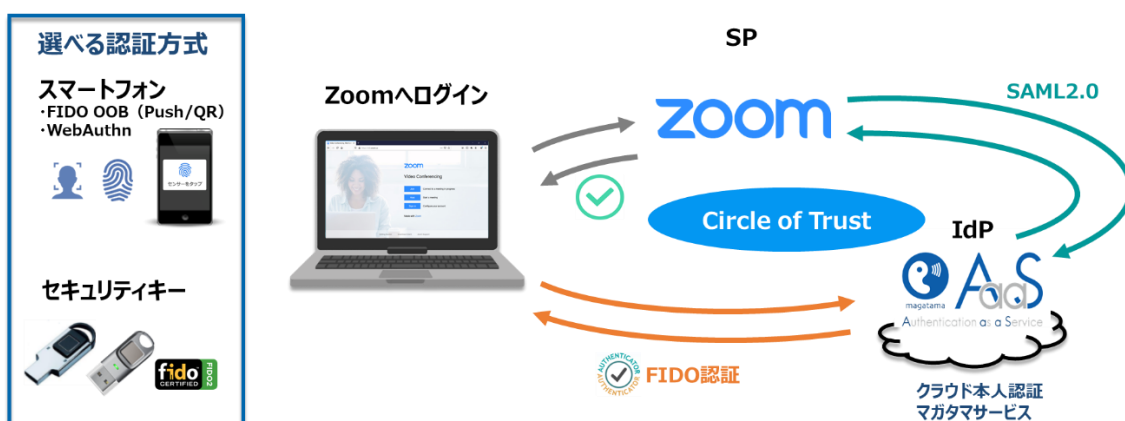 選べる認証方式
スマートフォン
・FIDO OOB（Push/QR）
・WebAuthn
センサーをタップ
セキュリティキー
fido
CERTIFIED
FIDO2
Zoomへログイン
zoom
Video Conferencing
SP
zoom
SAML2.0
Circle of Trust
IdP
magatama
AaaS
Authentication as a Service
クラウド本人認証
マガタマサービス
AUTHENTICATOR
AUTHENTICATOR
FIDO認証